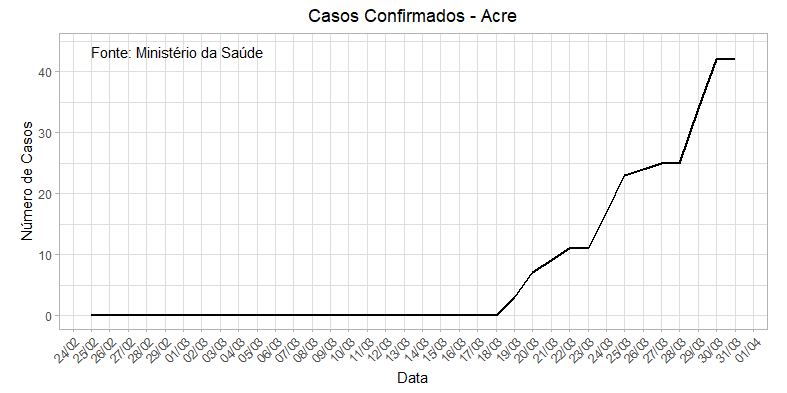 Casos Confirmados - Acre
Fonte: Ministério da Saúde
Número de Casos
40
30
20
10
0
24/02 25/02 26/02 27/02 28/02 29/02 01/03 02/03 03/03 04/03 05/03 06/03 07/03 08/03 09/03 10/03 11/03 12/03 13/03 14/03 15/03 16/03 17/03 18/03 19/03 20/03 21/03 22/03 23/03 24/03 25/03 26/03 27/03 28/03 29/03 30/03 31/03 01/04
Data